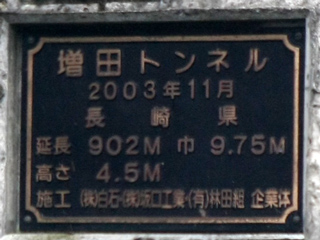 増田トンネル
2003年11月
長崎県
延長 902M 巾 9.75M
高さ 4.5M
施工 (株)白石・(株)坂口工業・(有)林田組 企業体